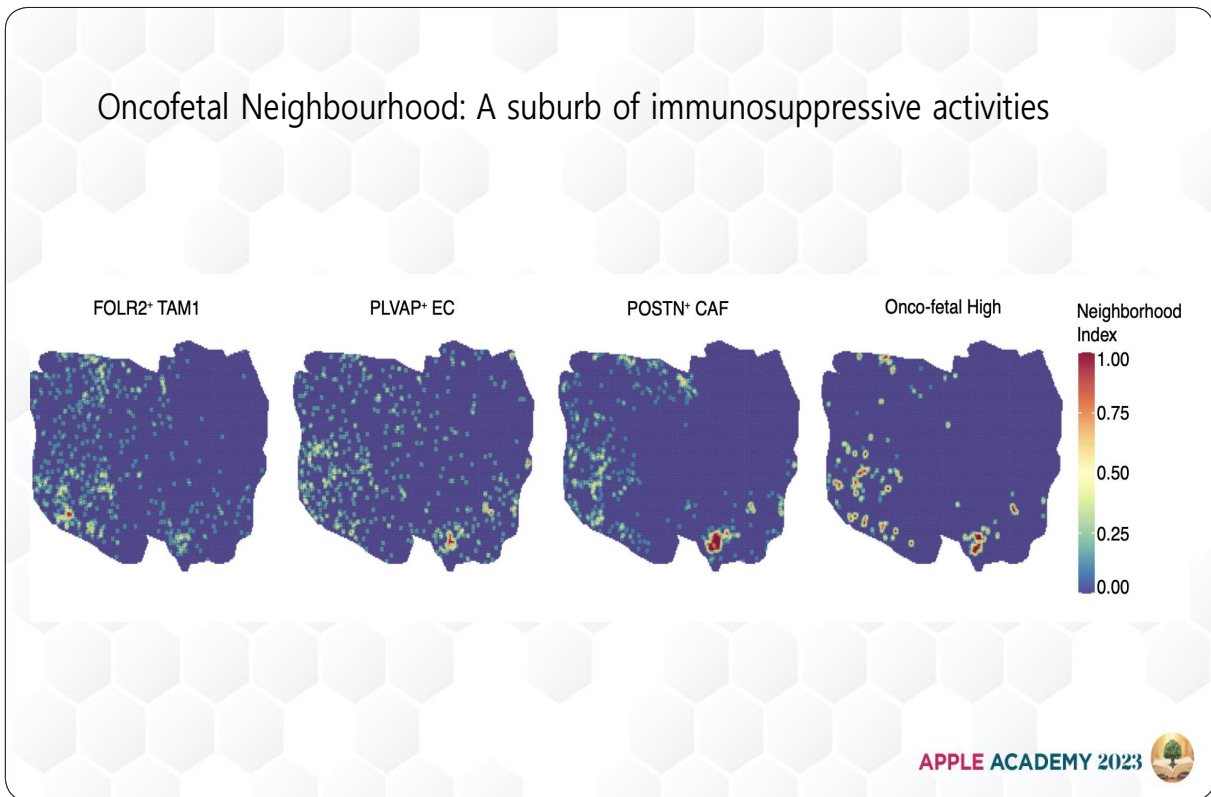 Oncofetal Neighbourhood: A suburb of immunosuppressive activities
FOLR2⁺ TAM1
PLVAP⁺ EC
POSTN⁺ CAF
Onco-fetal High
Neighborhood
Index
1.00
0.75
0.50
0.25
0.00
APPLE ACADEMY 2023